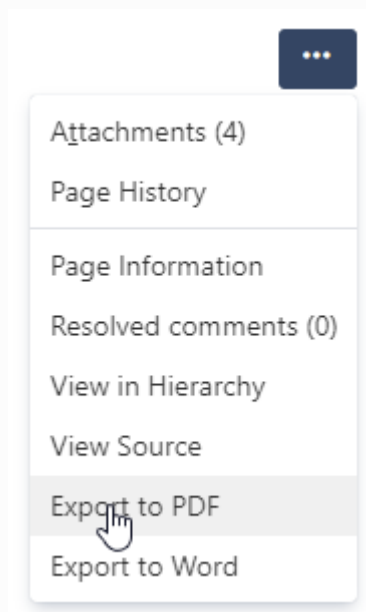 •••
Attachments (4)
Page History
Page Information
Resolved comments (0)
View in Hierarchy
View Source
Export to PDF
Export to Word